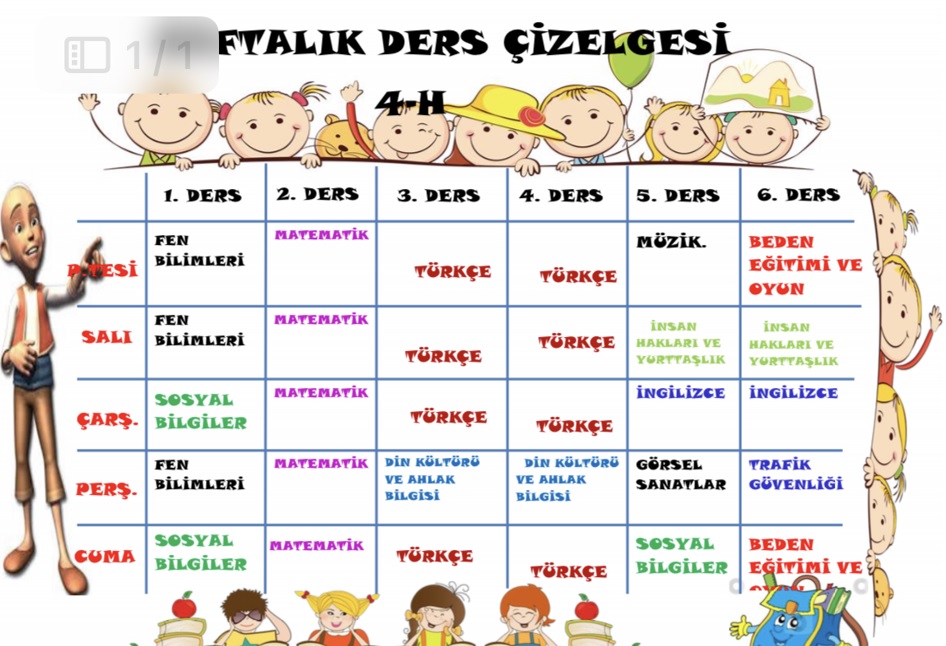 1/1
FTALIK DERS ÇİZELGESİ
4-H
1. DERS 2. DERS 3. DERS 4. DERS 5. DERS 6. DERS
P.TESİ
FEN
BİLİMLERİ
MATEMATİK
TÜRKÇE
TÜRKÇE
MÜZİK.
BEDEN
EĞİTİMİ VE
OYUN
SALI
FEN
BİLİMLERİ
MATEMATİK
TÜRKÇE
TÜRKÇE
İNSAN
HAKLARI VE
YURTTAŞLIK
İNSAN
HAKLARI VE
YURTTAŞLIK
ÇARŞ.
SOSYAL
BİLGİLER
MATEMATİK
TÜRKÇE
TÜRKÇE
İNGİLİZCE
İNGİLİZCE
PERŞ.
FEN
BİLİMLERİ
MATEMATİK
DİN KÜLTÜRÜ
VE AHLAK
BİLGİSİ
DİN KÜLTÜRÜ
VE AHLAK
BİLGİSİ
GÖRSEL
SANATLAR
TRAFİK
GÜVENLİĞİ
CUMA
SOSYAL
BİLGİLER
MATEMATİK
TÜRKÇE
TÜRKÇE
SOSYAL
BİLGİLER
BEDEN
EĞİTİMİ VE